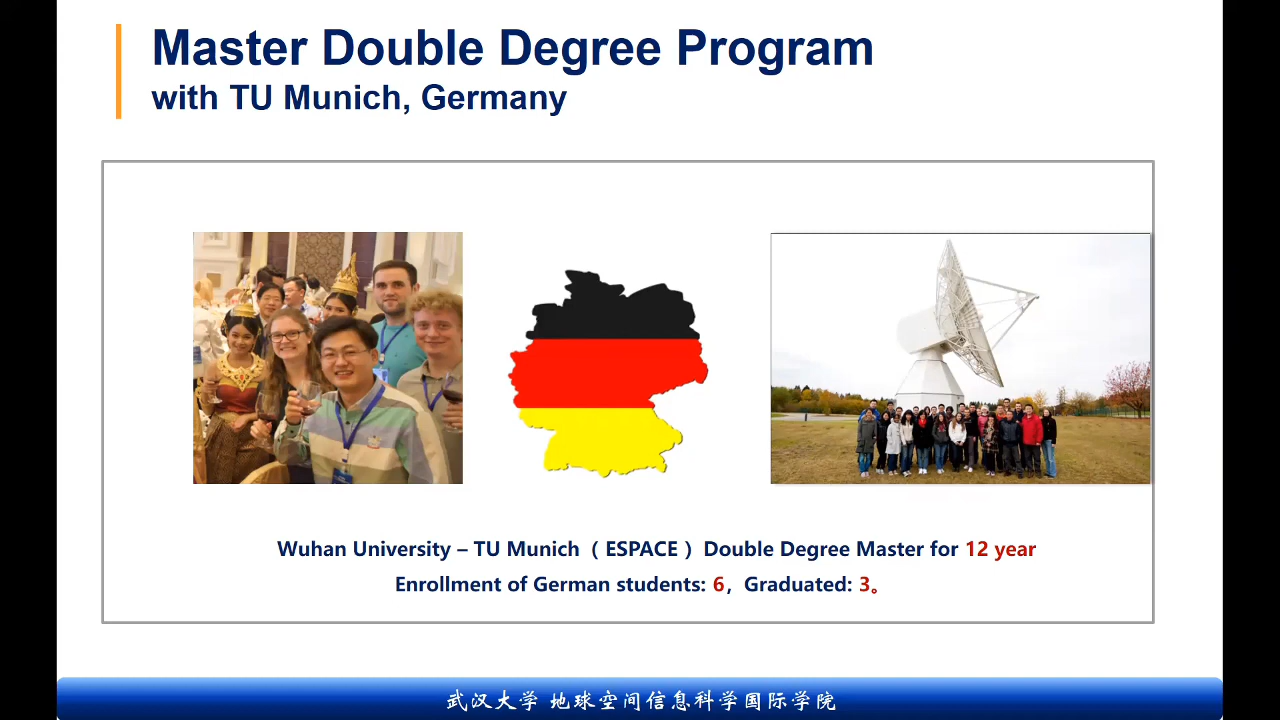 Master Double Degree Program
with TU Munich, Germany
Wuhan University – TU Munich （ ESPACE ） Double Degree Master for 12 year
Enrollment of German students: 6， Graduated: 3。
武汉大学 地球空间信息科学国际学院